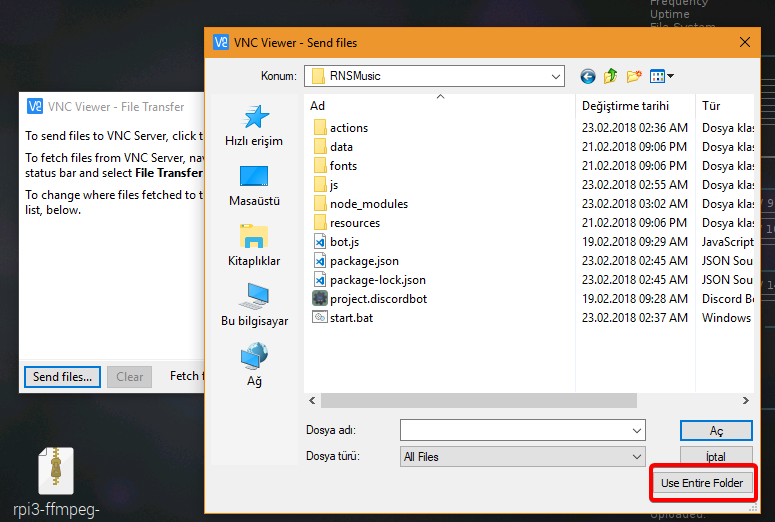 Frequency
Uptime
File System
VNC Viewer - Send files
Konum:
RNSMusic
VNC Viewer - File Transfer
To send files to VNC Server, click t
To fetch files from VNC Server, nav
status bar and select File Transfer
To change where files fetched to t
list, below.
Send files...
Clear
Fetch f
Hızlı erişim
Masaüstü
Kitaplıklar
Bu bilgisayar
Ağ
Ad
Değiştirme tarihi
Tür
actions
23.02.2018 02:36 AM
Dosya klas
data
21.02.2018 09:06 PM
Dosya klas
fonts
21.02.2018 09:06 PM
Dosya klas
js
23.02.2018 02:55 AM
Dosya klas
node_modules
23.02.2018 03:02 AM
Dosya klas
resources
21.02.2018 09:06 PM
Dosya klas
bot.js
19.02.2018 09:29 AM
JavaScript
package.json
23.02.2018 02:45 AM
JSON Sou
package-lock.json
23.02.2018 02:45 AM
JSON Sou
project.discordbot
19.02.2018 09:28 AM
Discord Bo
start.bat
23.02.2018 02:37 AM
Windows
Dosya adı:
Aç
Dosya türü:
All Files
İptal
Use Entire Folder
rpi3-ffmpeg-
Uploaded: